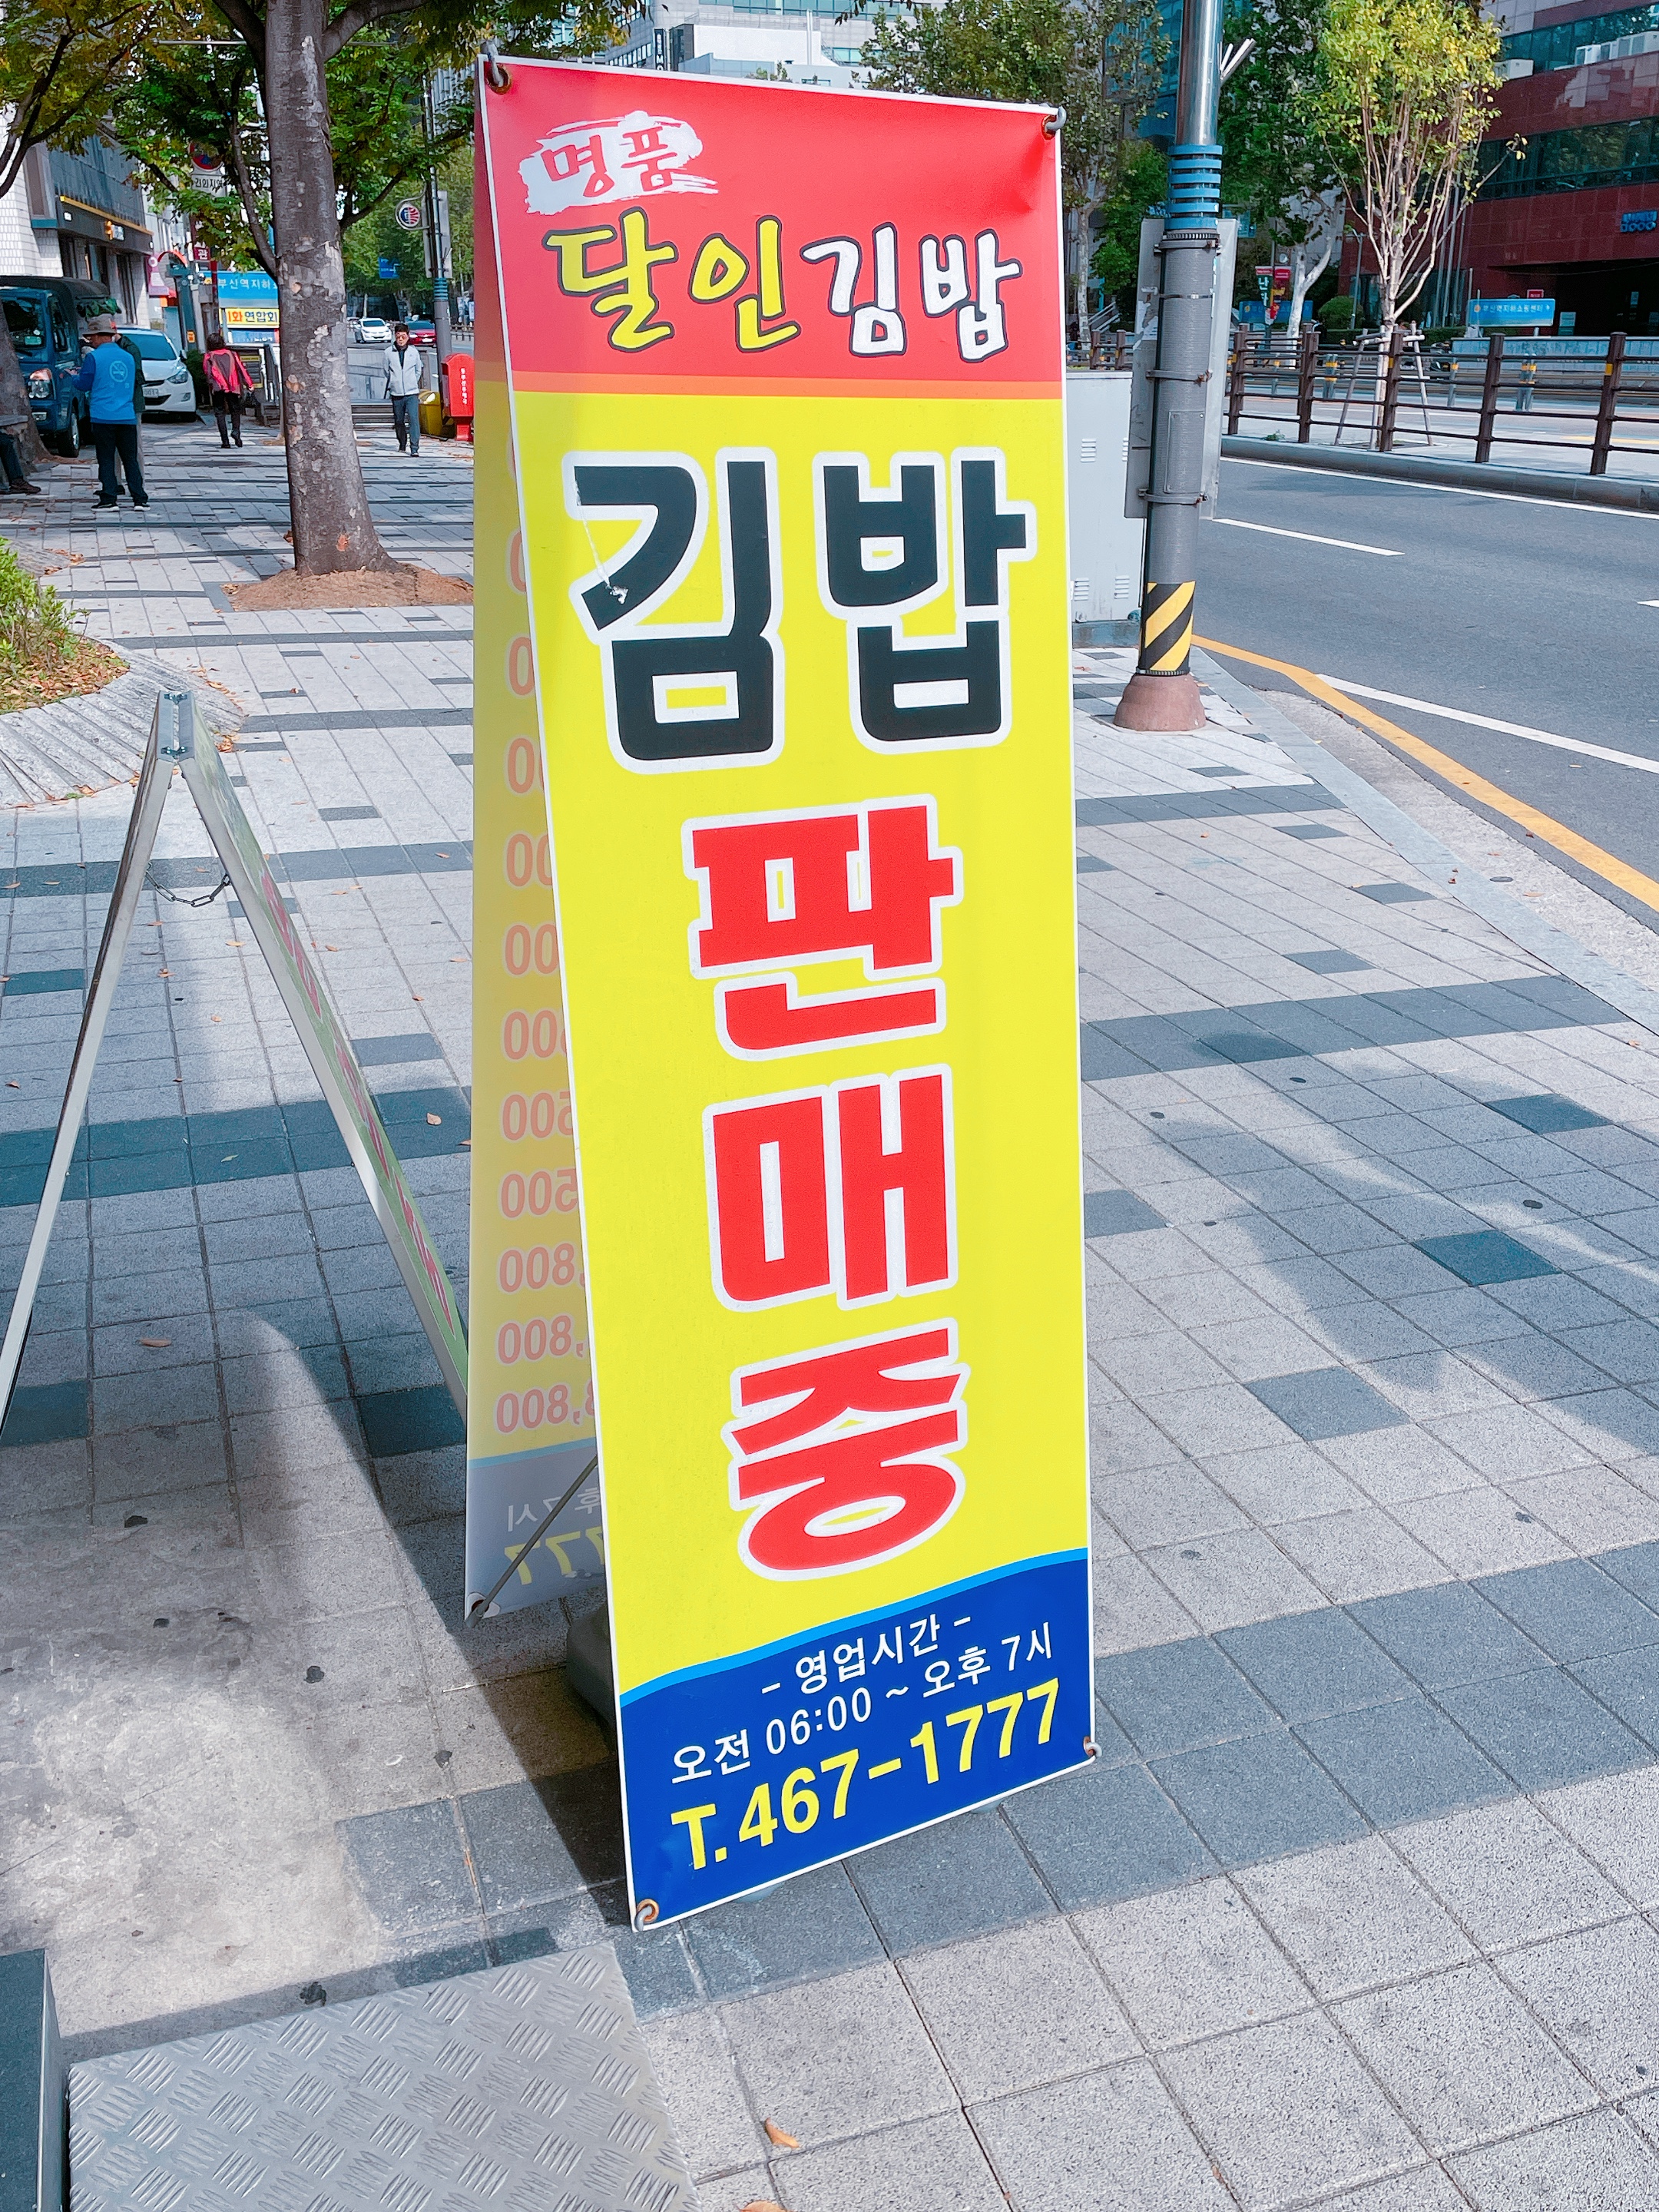 명품
달인김밥
김밥
판
매
중
- 영업시간 -
오전 06:00 ~ 오후 7시
T.467-1777